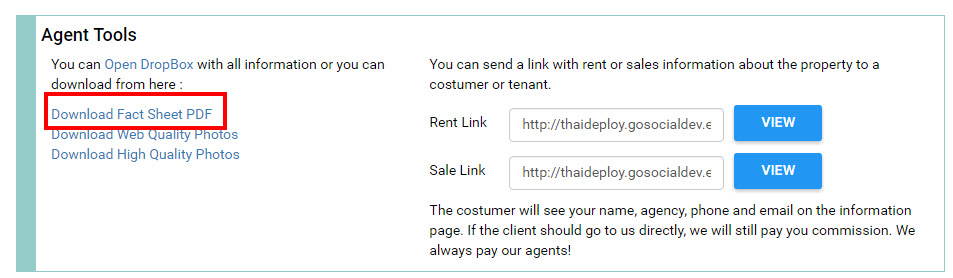 Agent Tools
You can Open DropBox with all information or you can
download from here :
Download Fact Sheet PDF
Download Web Quality Photos
Download High Quality Photos
You can send a link with rent or sales information about the property to a
costumer or tenant.
Rent Link http://thaideploy.gosocialdev.e VIEW
Sale Link http://thaideploy.gosocialdev.e VIEW
The costumer will see your name, agency, phone and email on the information
page. If the client should go to us directly, we will still pay you commission. We
always pay our agents!